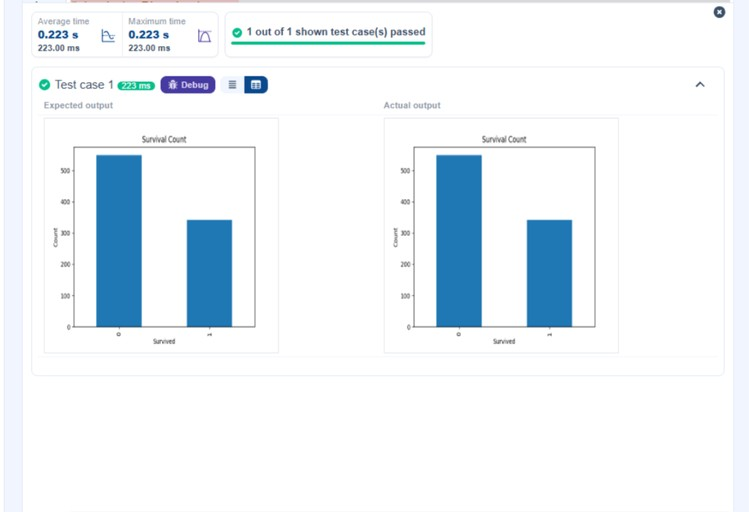 Average time
0.223 s
223.00 ms
Maximum time
0.223 s
223.00 ms
1 out of 1 shown test case(s) passed
Test case 1 223 ms Debug
Expected output
Actual output
Survival Count
500
400
300
200
100
0
Count
0
1
Survived
Survival Count
500
400
300
200
100
0
Count
0
1
Survived